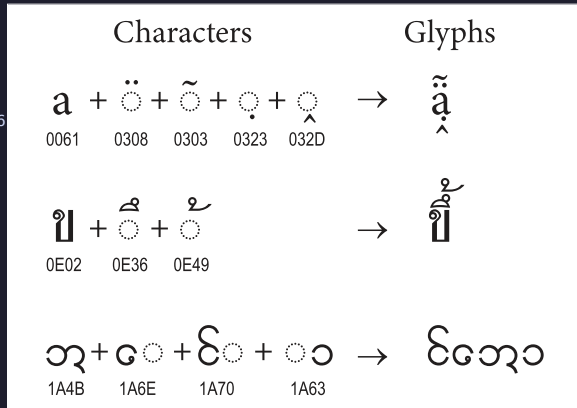 Characters Glyphs
a + ◌̈ + ◌̃ + ◌̣ + ◌̭ → ạ̭̈̃
0061 0308 0303 0323 032D
ข + ◌ึ + ◌้ → ขึ้
0E02 0E36 0E49
ᩋ + ◌ᩮ + ◌ᩰ + ◌ᩣ → ᩋᩮᩰᩣ
1A4B 1A6E 1A70 1A63